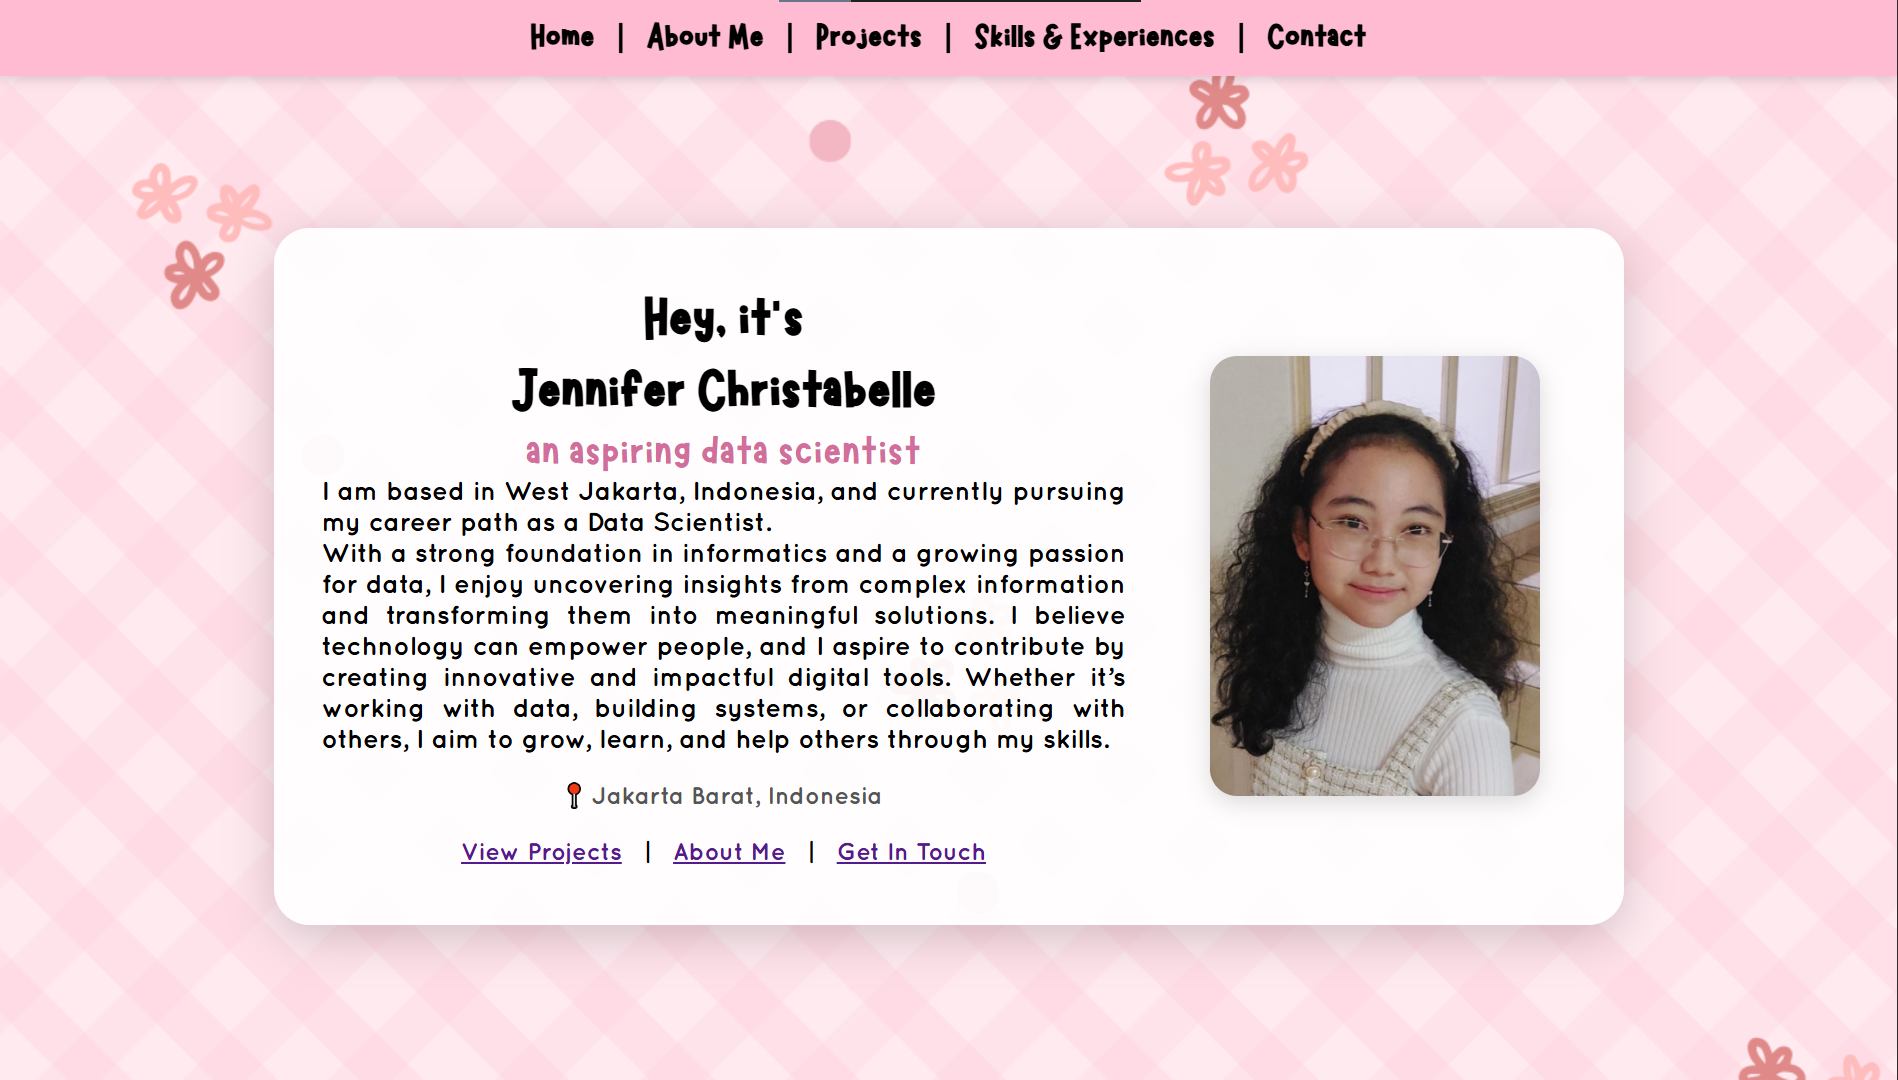 Home | About Me | Projects | Skills & Experiences | Contact
Hey, it's
Jennifer Christabelle
an aspiring data scientist
I am based in West Jakarta, Indonesia, and currently pursuing
my career path as a Data Scientist.
With a strong foundation in informatics and a growing passion
for data, I enjoy uncovering insights from complex information
and transforming them into meaningful solutions. I believe
technology can empower people, and I aspire to contribute by
creating innovative and impactful digital tools. Whether it’s
working with data, building systems, or collaborating with
others, I aim to grow, learn, and help others through my skills.
📍 Jakarta Barat, Indonesia
View Projects | About Me | Get In Touch